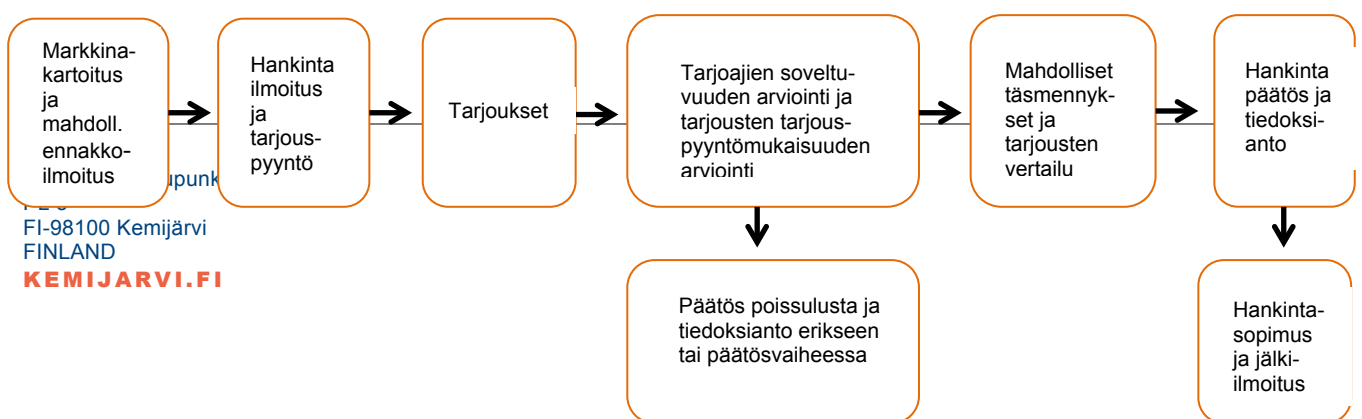 Markkina-
kartoitus
ja
mahdoll.
ennakko-
ilmoitus
Hankinta
ilmoitus
ja
tarjous-
pyyntö
Tarjoukset
Tarjoajien soveltu-
vuuden arviointi ja
tarjousten tarjous-
pyyntömukaisuuden
arviointi
Mahdolliset
täsmennyk-
set ja
tarjousten
vertailu
Hankinta
päätös ja
tiedoksi-
anto
FI-98100 Kemijärvi
FINLAND
KEMIJARVI.FI
Päätös poissulusta ja
tiedoksianto erikseen
tai päätösvaiheessa
Hankinta-
sopimus
ja jälki-
ilmoitus